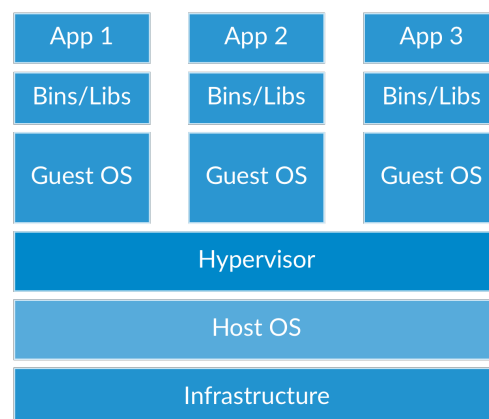 App 1 App 2 App 3
Bins/Libs Bins/Libs Bins/Libs
Guest OS Guest OS Guest OS
Hypervisor
Host OS
Infrastructure